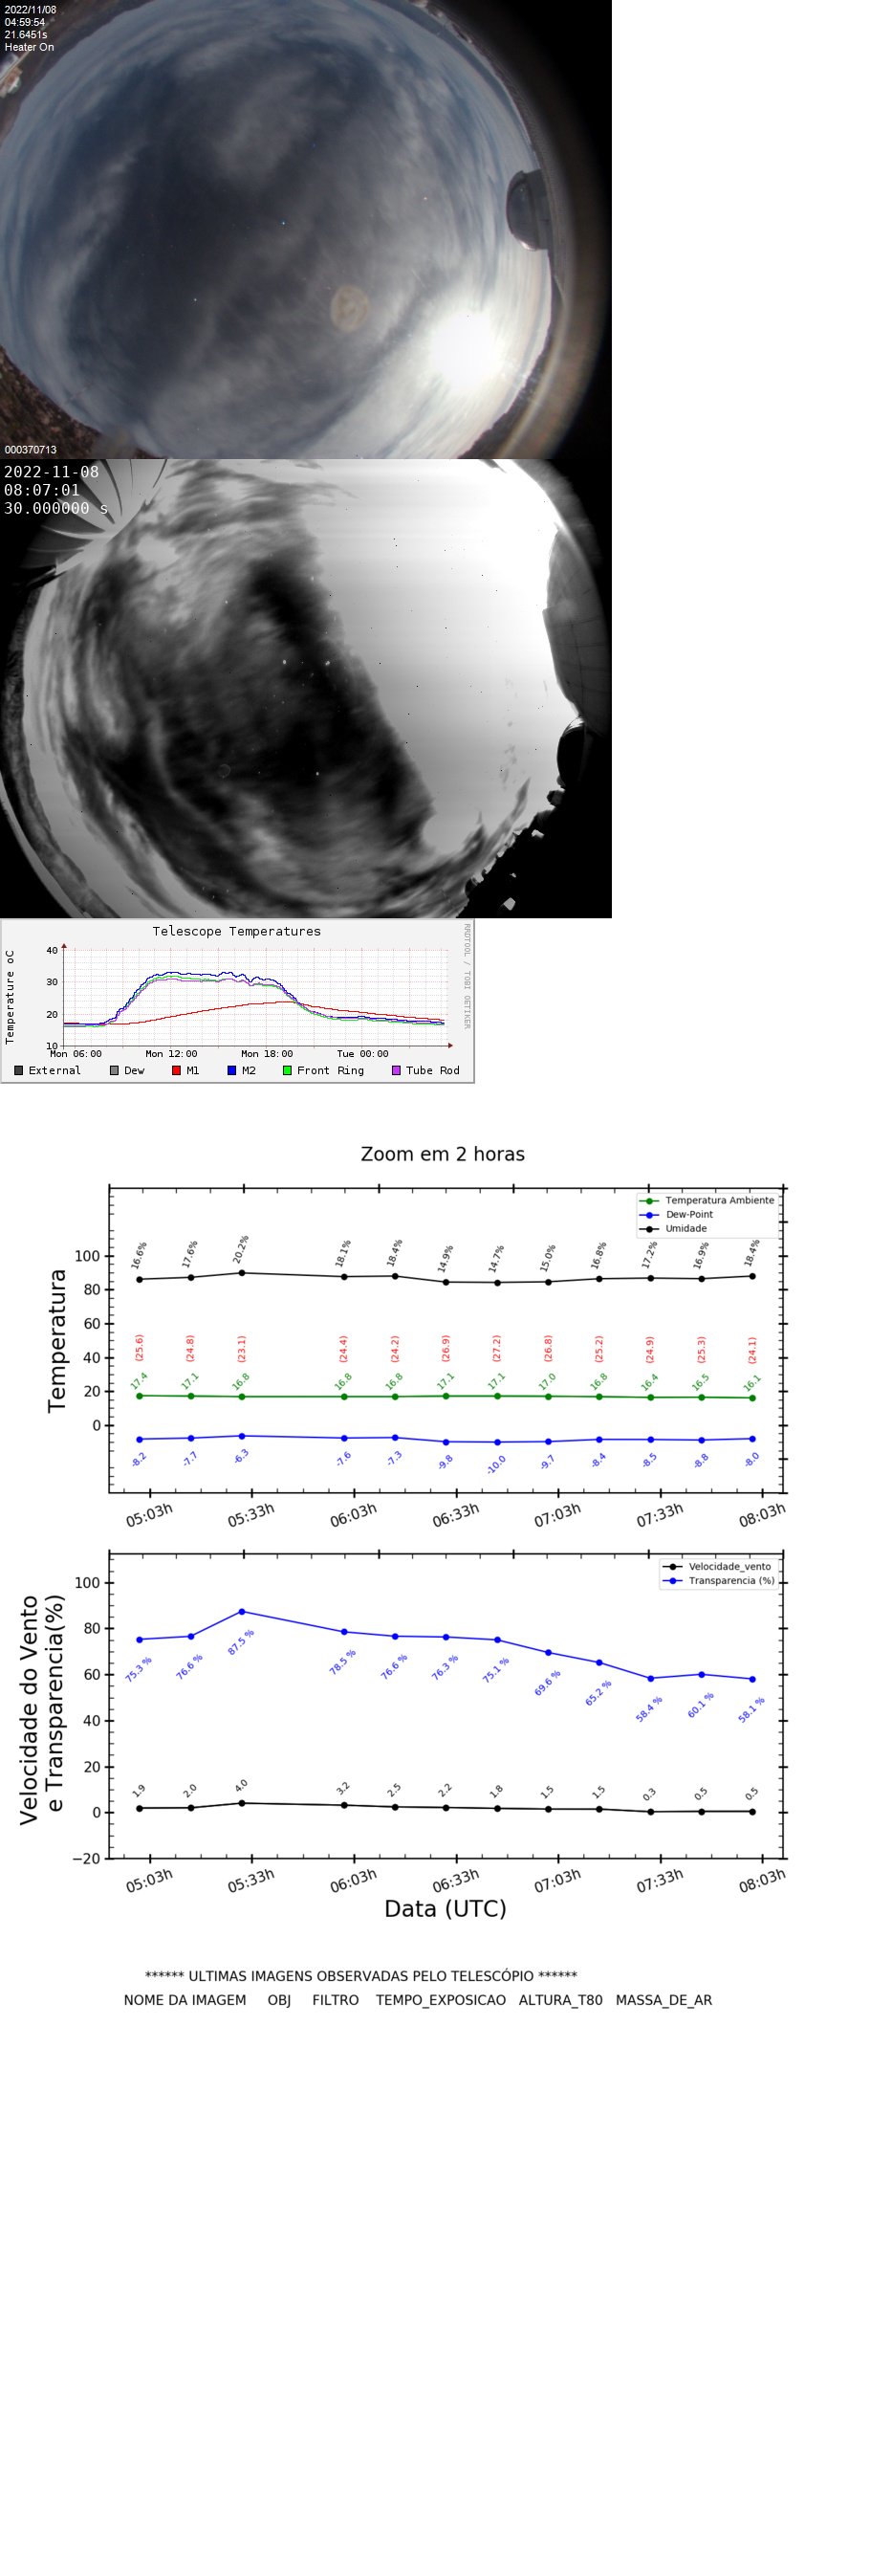 2022/11/08
04:59:54
21.6451s
Heater On
000370713
2022-11-08
08:07:01
30.000000 s
Telescope Temperatures
RRDTOOL / TOBI OETIKER
Temperature oC
40
30
20
10
Mon 06:00 Mon 12:00 Mon 18:00 Tue 00:00
External Dew M1 M2 Front Ring Tube Rod
Zoom em 2 horas
Temperatura Ambiente
Dew-Point
Umidade
Temperatura
100
80
60
40
20
0
16.6% 17.6% 20.2% 18.1% 18.4% 14.9% 14.7% 15.0% 16.8% 17.2% 16.9% 18.4%
(25.6) (24.8) (23.1) (24.4) (24.2) (26.9) (27.2) (26.8) (25.2) (24.9) (25.3) (24.1)
17.4 17.1 16.8 16.8 16.8 17.1 17.1 17.0 16.8 16.4 16.5 16.1
-8.2 -7.7 -6.3 -7.6 -7.3 -9.8 -10.0 -9.7 -8.4 -8.5 -8.8 -8.0
05:03h 05:33h 06:03h 06:33h 07:03h 07:33h 08:03h
Velocidade_vento
Transparencia (%)
Velocidade do Vento
e Transparencia(%)
100
80
60
40
20
0
−20
75.3 % 76.6 % 87.5 % 78.5 % 76.6 % 76.3 % 75.1 % 69.6 % 65.2 % 58.4 % 60.1 % 58.1 %
1.9 2.0 4.0 3.2 2.5 2.2 1.8 1.5 1.5 0.3 0.5 0.5
05:03h 05:33h 06:03h 06:33h 07:03h 07:33h 08:03h
Data (UTC)
****** ULTIMAS IMAGENS OBSERVADAS PELO TELESCÓPIO ******
NOME DA IMAGEM OBJ FILTRO TEMPO_EXPOSICAO ALTURA_T80 MASSA_DE_AR